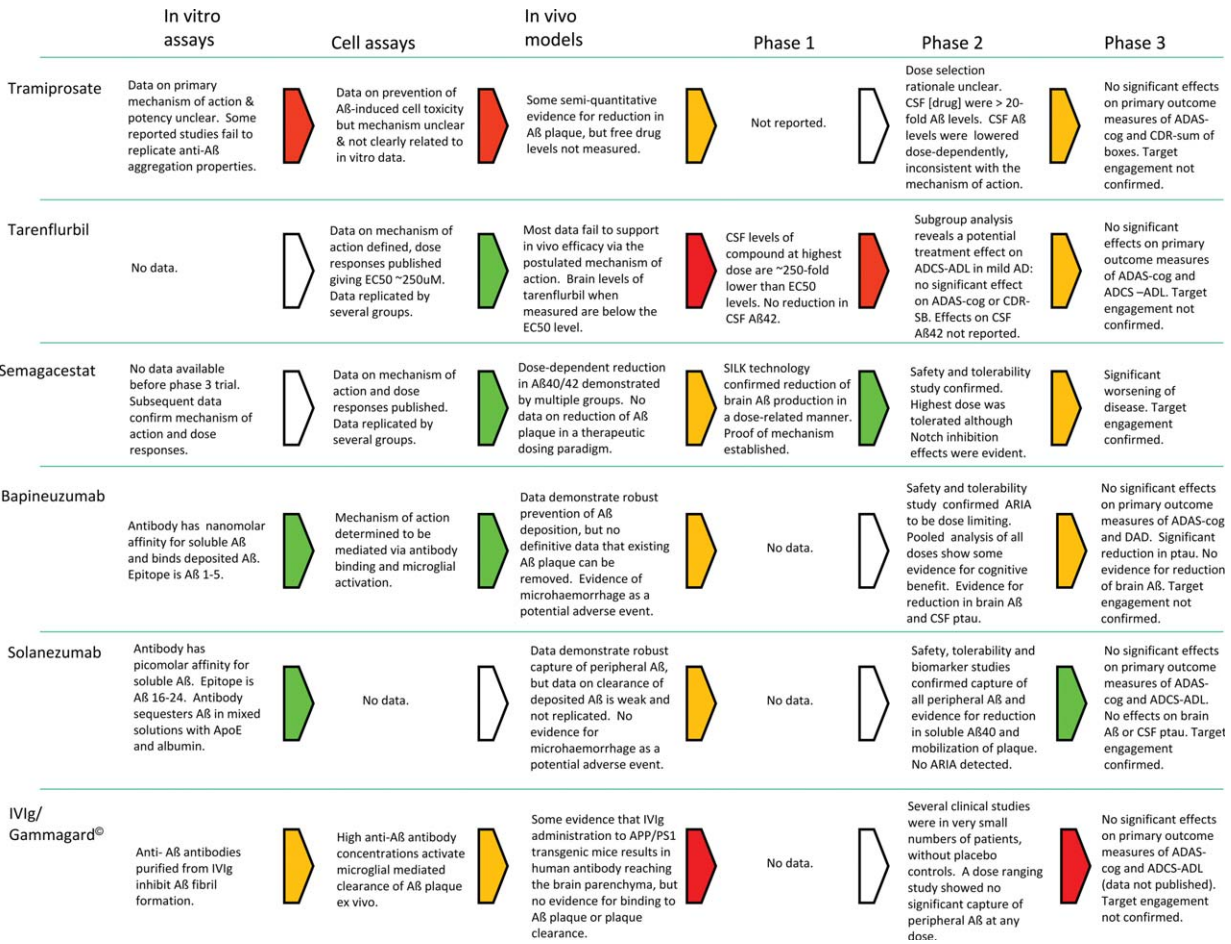 In vitro
assays
Cell assays
In vivo
models
Phase 1
Phase 2
Phase 3
Tramiprosate
Data on primary
mechanism of action &
potency unclear. Some
reported studies fail to
replicate anti-Aß
aggregation properties.
Data on prevention of
Aß-induced cell toxicity
but mechanism unclear
& not clearly related to
in vitro data.
Some semi-quantitative
evidence for reduction in
Aß plaque, but free drug
levels not measured.
Not reported.
Dose selection
rationale unclear.
CSF [drug] were > 20-
fold Aß levels. CSF Aß
levels were lowered
dose-dependently,
inconsistent with the
mechanism of action.
No significant effects
on primary outcome
measures of ADAS-
cog and CDR-sum of
boxes. Target
engagement not
confirmed.
Tarenflurbil
No data.
Data on mechanism of
action defined, dose
responses published
giving EC50 ~250uM.
Data replicated by
several groups.
Most data fail to support
in vivo efficacy via the
postulated mechanism of
action. Brain levels of
tarenflurbil when
measured are below the
EC50 level.
CSF levels of
compound at highest
dose are ~250-fold
lower than EC50
levels. No reduction in
CSF Aß42.
Subgroup analysis
reveals a potential
treatment effect on
ADCS-ADL in mild AD:
no significant effect
on ADAS-cog or CDR-
SB. Effects on CSF
Aß42 not reported.
No significant
effects on primary
outcome measures
of ADAS-cog and
ADCS –ADL. Target
engagement not
confirmed.
Semagacestat
No data available
before phase 3 trial.
Subsequent data
confirm mechanism of
action and dose
responses.
Data on mechanism of
action and dose
responses published.
Data replicated by
several groups.
Dose-dependent reduction
in Aß40/42 demonstrated
by multiple groups. No
data on reduction of Aß
plaque in a therapeutic
dosing paradigm.
SILK technology
confirmed reduction of
brain Aß production in
a dose-related manner.
Proof of mechanism
established.
Safety and tolerability
study confirmed.
Highest dose was
tolerated although
Notch inhibition
effects were evident.
Significant
worsening of
disease. Target
engagement
confirmed.
Bapineuzumab
Antibody has nanomolar
affinity for soluble Aß
and binds deposited Aß.
Epitope is Aß 1-5.
Mechanism of action
determined to be
mediated via antibody
binding and microglial
activation.
Data demonstrate robust
prevention of Aß
deposition, but no
definitive data that existing
Aß plaque can be
removed. Evidence of
microhaemorrhage as a
potential adverse event.
No data.
Safety and tolerability
study confirmed ARIA
to be dose limiting.
Pooled analysis of all
doses show some
evidence for cognitive
benefit. Evidence for
reduction in brain Aß
and CSF ptau.
No significant effects
on primary outcome
measures of ADAS-cog
and DAD. Significant
reduction in ptau. No
evidence for reduction
of brain Aß. Target
engagement not
confirmed.
Solanezumab
Antibody has
picomolar affinity for
soluble Aß. Epitope is
Aß 16-24. Antibody
sequesters Aß in mixed
solutions with ApoE
and albumin.
No data.
Data demonstrate robust
capture of peripheral Aß,
but data on clearance of
deposited Aß is weak and
not replicated. No
evidence for
microhaemorrhage as a
potential adverse event.
No data.
Safety, tolerability and
biomarker studies
confirmed capture of
all peripheral Aß and
evidence for reduction
in soluble Aß40 and
mobilization of plaque.
No ARIA detected.
No significant effects
on primary outcome
measures of ADAS-
cog and ADCS-ADL.
No effects on brain
Aß or CSF ptau. Target
engagement
confirmed.
IVIg/
Gammagard©
Anti- Aß antibodies
purified from IVIg
inhibit Aß fibril
formation.
High anti-Aß antibody
concentrations activate
microglial mediated
clearance of Aß plaque
ex vivo.
Some evidence that IVIg
administration to APP/PS1
transgenic mice results in
human antibody reaching
the brain parenchyma, but
no evidence for binding to
Aß plaque or plaque
clearance.
No data.
Several clinical studies
were in very small
numbers of patients,
without placebo
controls. A dose ranging
study showed no
significant capture of
peripheral Aß at any
dose.
No significant effects
on primary outcome
measures of ADAS-
cog and ADCS-ADL
(data not published).
Target engagement
not confirmed.